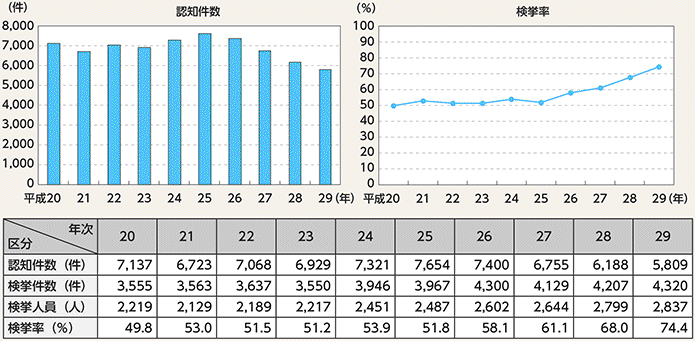 (件) 認知件数
8,000
7,000
6,000
5,000
4,000
3,000
2,000
1,000
0
平成20 21 22 23 24 25 26 27 28 29 (年)
(%) 検挙率
100
90
80
70
60
50
40
30
20
10
0
平成20 21 22 23 24 25 26 27 28 29 (年)
年次
区分
20 21 22 23 24 25 26 27 28 29
認知件数（件） 7,137 6,723 7,068 6,929 7,321 7,654 7,400 6,755 6,188 5,809
検挙件数（件） 3,555 3,563 3,637 3,550 3,946 3,967 4,300 4,129 4,207 4,320
検挙人員（人） 2,219 2,129 2,189 2,217 2,451 2,487 2,602 2,644 2,799 2,837
検挙率（%） 49.8 53.0 51.5 51.2 53.9 51.8 58.1 61.1 68.0 74.4